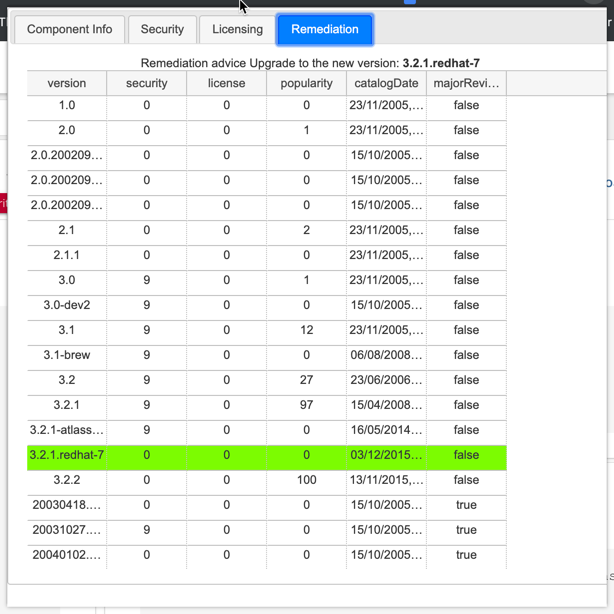 Component Info Security Licensing Remediation
Remediation advice Upgrade to the new version: 3.2.1.redhat-7
version security license popularity catalogDate majorRevi...
1.0 0 0 0 23/11/2005,... false
2.0 0 0 1 23/11/2005,... false
2.0.200209... 0 0 0 15/10/2005... false
2.0.200209... 0 0 0 15/10/2005... false
2.0.200209... 0 0 0 15/10/2005... false
2.1 0 0 2 23/11/2005,... false
2.1.1 0 0 0 23/11/2005,... false
3.0 9 0 1 23/11/2005,... false
3.0-dev2 9 0 0 15/10/2005... false
3.1 9 0 12 23/11/2005,... false
3.1-brew 9 0 0 06/08/2008... false
3.2 9 0 27 23/06/2006... false
3.2.1 9 0 97 15/04/2008... false
3.2.1-atlass... 9 0 0 16/05/2014... false
3.2.1.redhat-7 0 0 0 03/12/2015... false
3.2.2 0 0 100 13/11/2015,... false
20030418.... 0 0 0 15/10/2005... true
20031027.... 9 0 0 15/10/2005... true
20040102.... 0 0 0 15/10/2005... true